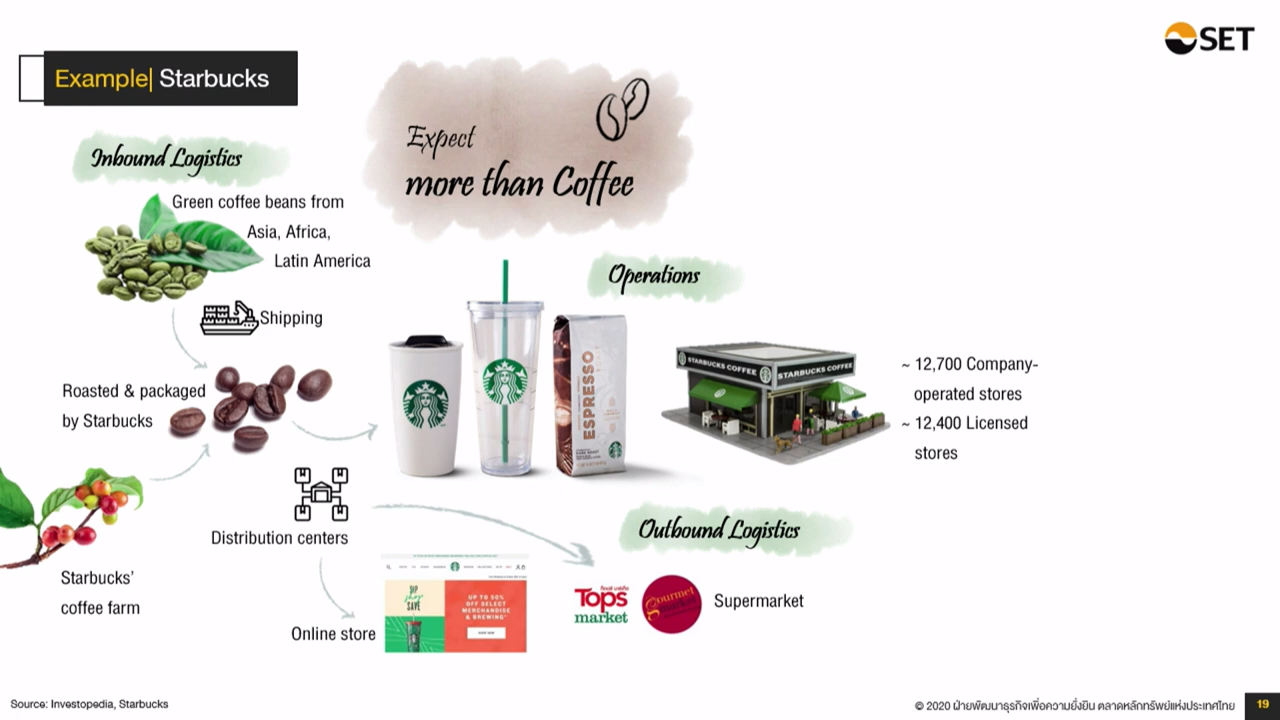 SET
Example| Starbucks
Expect
more than Coffee
Inbound Logistics
Green coffee beans from
Asia, Africa,
Latin America
Shipping
Roasted & packaged
by Starbucks
Starbucks'
coffee farm
Distribution centers
Online store
SIP
shop
SAVE
UP TO 50%
OFF SELECT
MERCHANDISE
& BREWING*
Operations
ESPRESSO
STARBUCKS COFFEE
STARBUCKS COFFEE
~ 12,700 Company-
operated stores
~ 12,400 Licensed
stores
Outbound Logistics
Tops
market
Gourmet
market
Supermarket
Source: Investopedia, Starbucks
© 2020 ฝ่ายพัฒนาธุรกิจเพื่อความยั่งยืน ตลาดหลักทรัพย์แห่งประเทศไทย
19